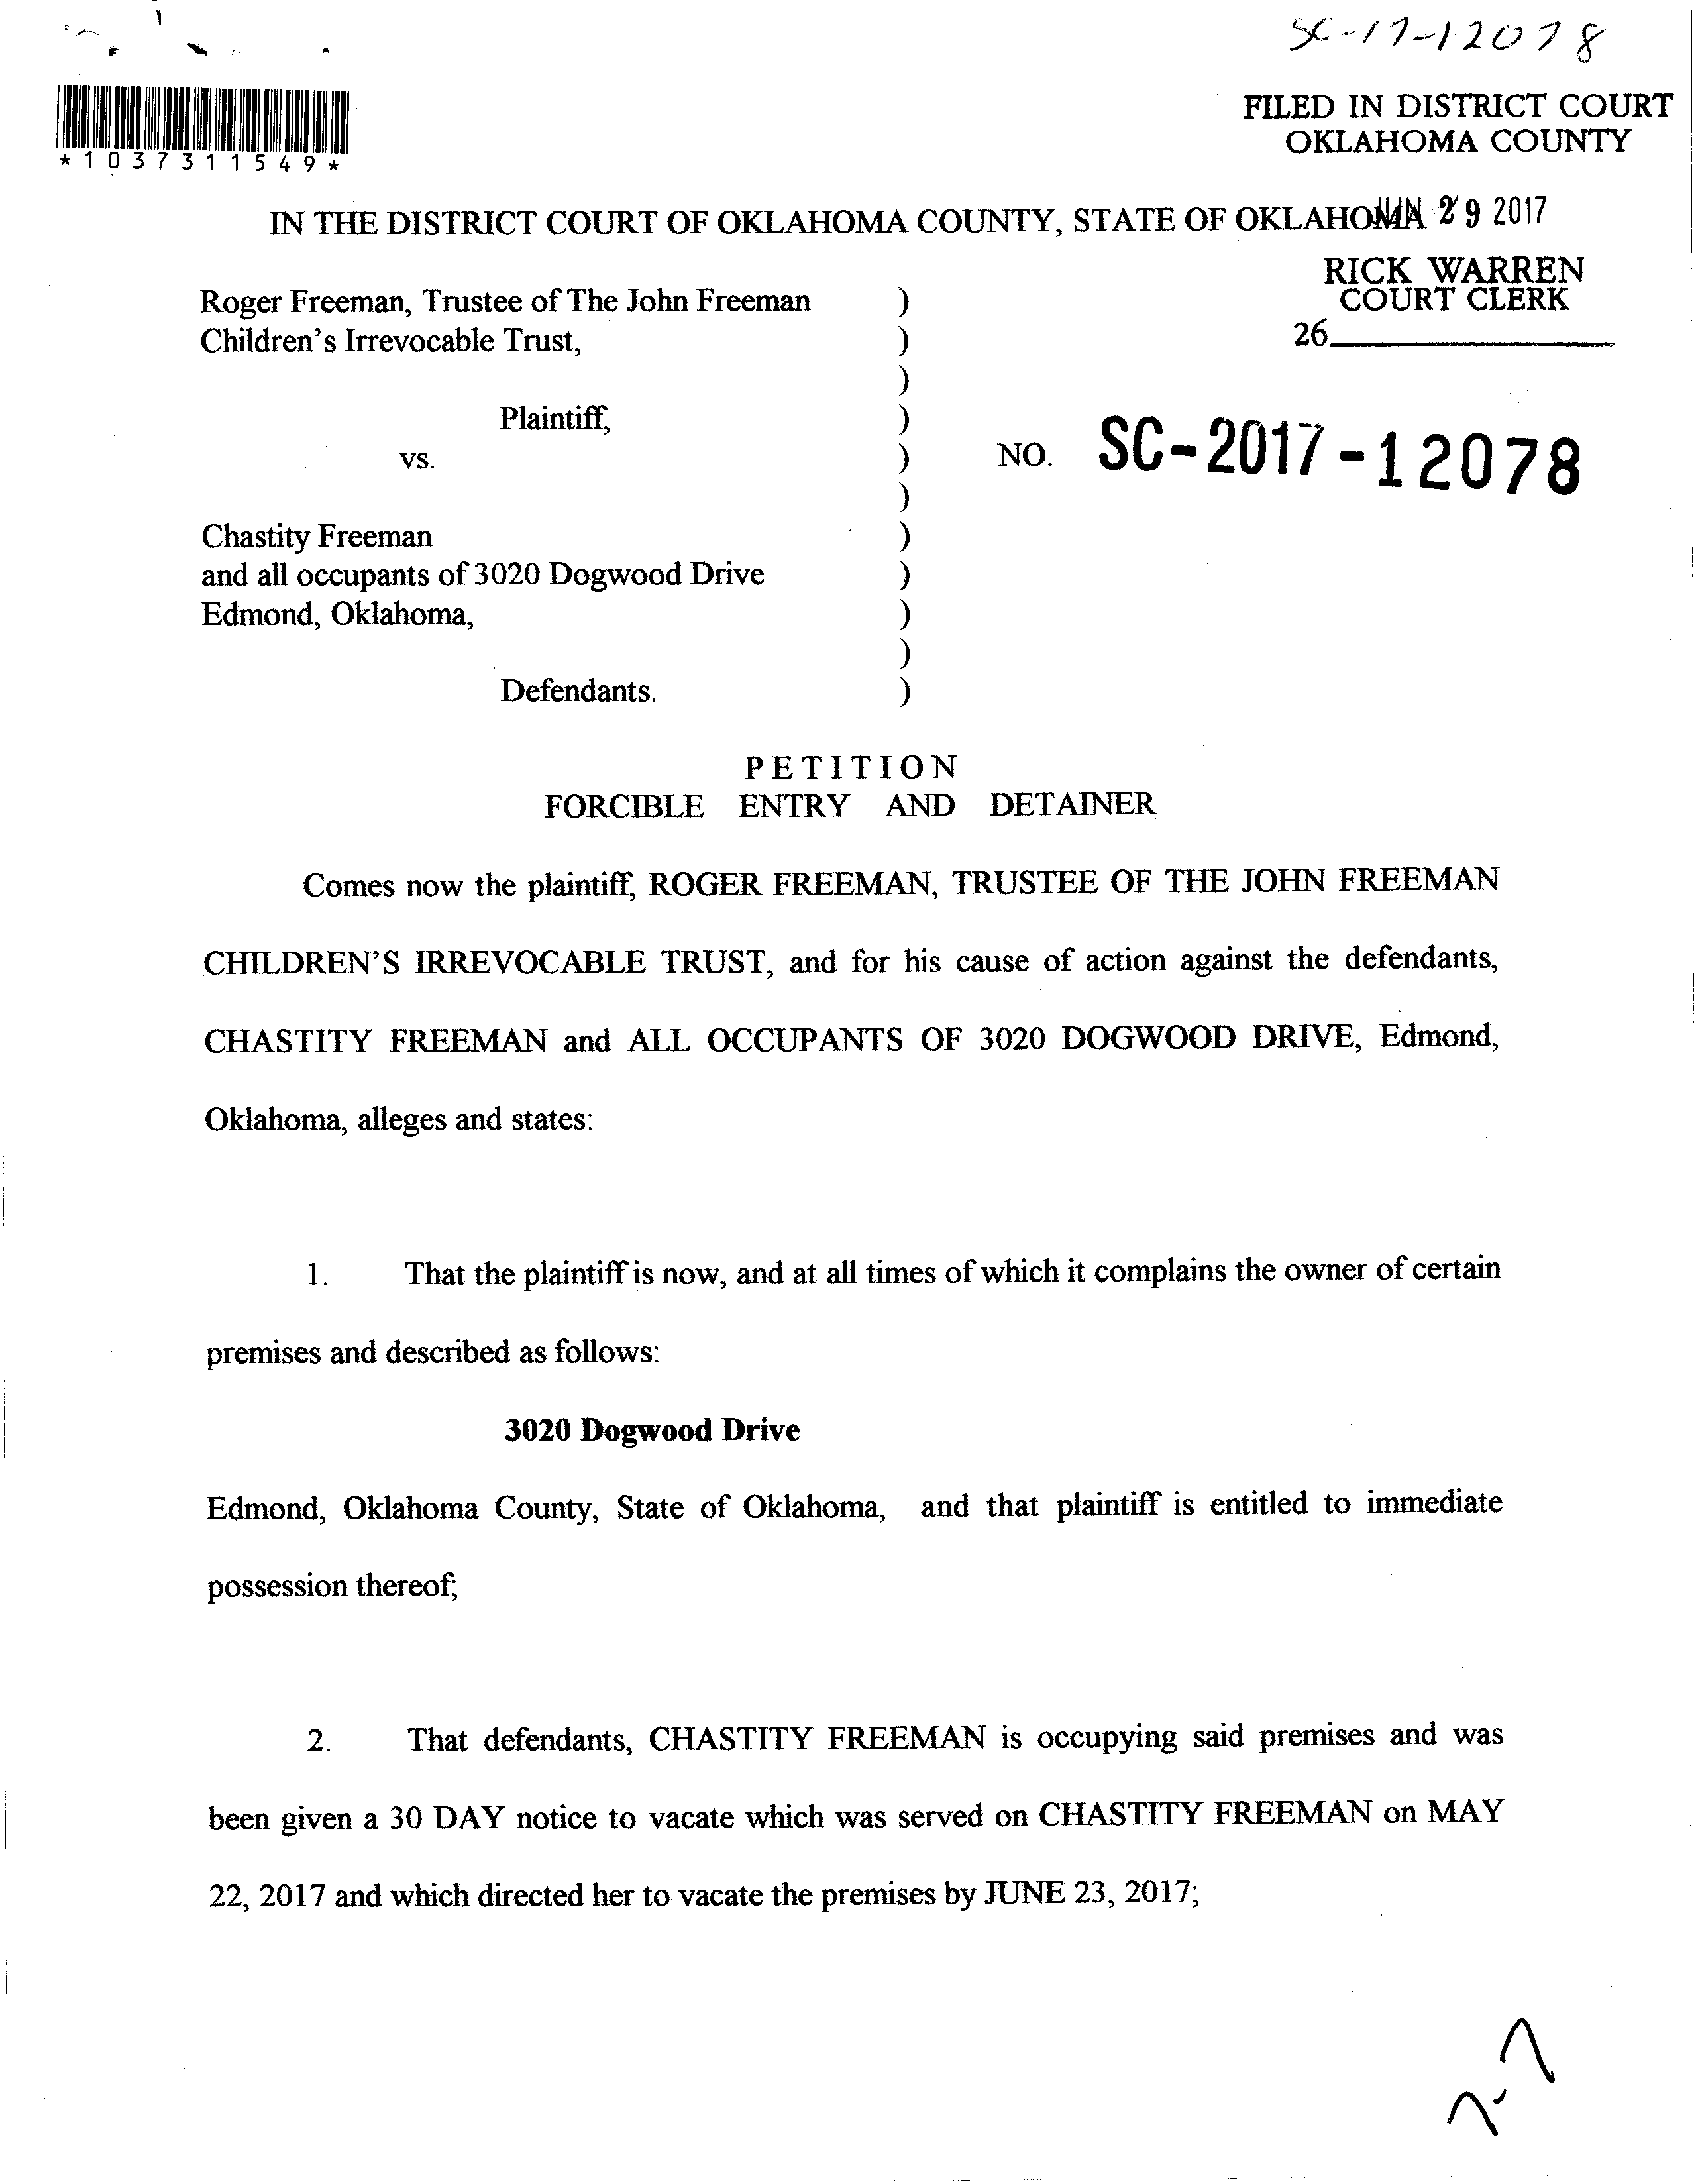 SC-17-12078
*1037311549*
FILED IN DISTRICT COURT
OKLAHOMA COUNTY
IN THE DISTRICT COURT OF OKLAHOMA COUNTY, STATE OF OKLAHOMA
JUN 29 2017
RICK WARREN
COURT CLERK
26
Roger Freeman, Trustee of The John Freeman )
Children's Irrevocable Trust, )
)
Plaintiff, )
vs. ) NO. SC-2017-12078
)
Chastity Freeman )
and all occupants of 3020 Dogwood Drive )
Edmond, Oklahoma, )
)
Defendants. )
PETITION
FORCIBLE ENTRY AND DETAINER
Comes now the plaintiff, ROGER FREEMAN, TRUSTEE OF THE JOHN FREEMAN
CHILDREN'S IRREVOCABLE TRUST, and for his cause of action against the defendants,
CHASTITY FREEMAN and ALL OCCUPANTS OF 3020 DOGWOOD DRIVE, Edmond,
Oklahoma, alleges and states:
1. That the plaintiff is now, and at all times of which it complains the owner of certain
premises and described as follows:
3020 Dogwood Drive
Edmond, Oklahoma County, State of Oklahoma, and that plaintiff is entitled to immediate
possession thereof;
2. That defendants, CHASTITY FREEMAN is occupying said premises and was
been given a 30 DAY notice to vacate which was served on CHASTITY FREEMAN on MAY
22, 2017 and which directed her to vacate the premises by JUNE 23, 2017;